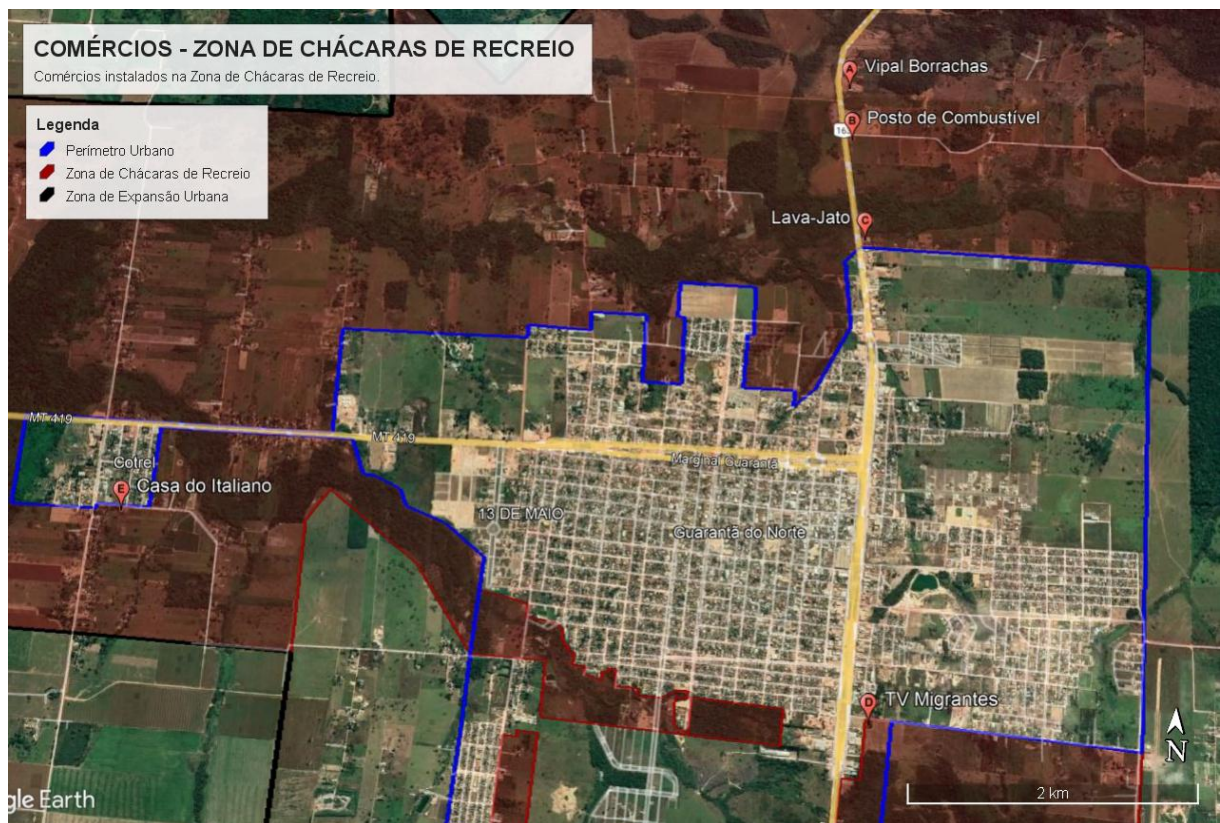 COMÉRCIOS - ZONA DE CHÁCARAS DE RECREIO
Comércios instalados na Zona de Chácaras de Recreio.
Legenda
Perímetro Urbano
Zona de Chácaras de Recreio
Zona de Expansão Urbana
A Vipal Borrachas
B Posto de Combustível
Lava-Jato C
MT 419
MT 419
Marginal Guarantã
Cotrel
E Casa do Italiano
13 DE MAIO
Guarantã do Norte
D TV Migrantes
N
gle Earth
2 km